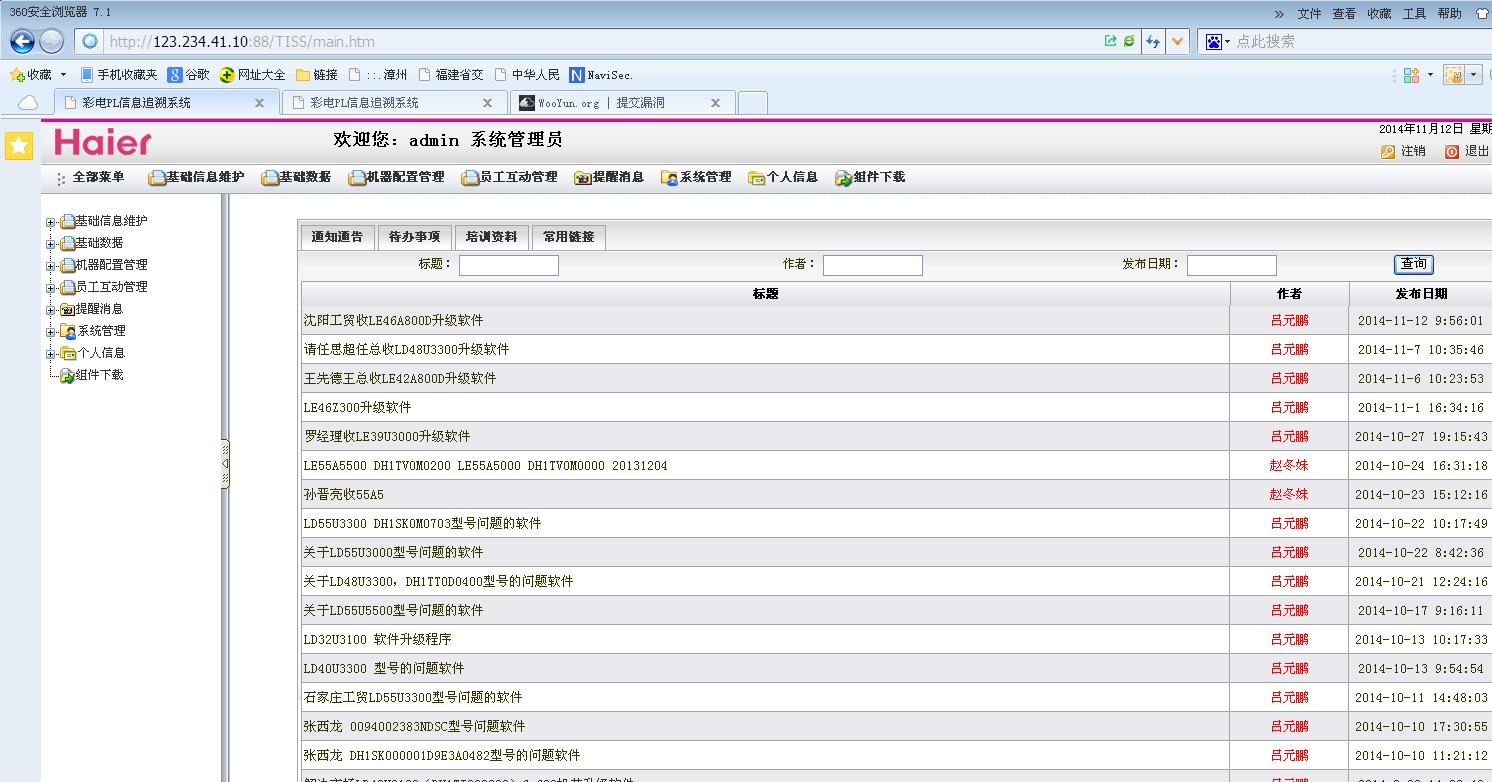 360安全浏览器 7.1
» 文件 查看 收藏 工具 帮助
http://123.234.41.10:88/TISS/main.htm 点此搜索
收藏 手机收藏夹 谷歌 网址大全 链接 ::.漳州 福建省交 中华人民 NaviSec.
彩电PL信息追溯系统 彩电PL信息追溯系统 WooYun.org | 提交漏洞
Haier 欢迎您：admin 系统管理员
2014年11月12日 星期
注销 退出
全部菜单 基础信息维护 基础数据 机器配置管理 员工互动管理 提醒消息 系统管理 个人信息 组件下载
基础信息维护
基础数据
机器配置管理
员工互动管理
提醒消息
系统管理
个人信息
组件下载
通知通告 待办事项 培训资料 常用链接
标题： 作者： 发布日期： 查询
标题 作者 发布日期
沈阳工贸收LE46A800D升级软件 吕元鹏 2014-11-12 9:56:01
请任思超任总收LD48U3300升级软件 吕元鹏 2014-11-7 10:35:46
王先德王总收LE42A800D升级软件 吕元鹏 2014-11-6 10:23:53
LE46Z300升级软件 吕元鹏 2014-11-1 16:34:16
罗经理收LE39U3000升级软件 吕元鹏 2014-10-27 19:15:43
LE55A5500 DH1TV0M0200 LE55A5000 DH1TV0M0000 20131204 赵冬妹 2014-10-24 16:31:18
孙晋亮收55A5 赵冬妹 2014-10-23 15:12:16
LD55U3300 DH1SK0M0703型号问题的软件 吕元鹏 2014-10-22 10:17:49
关于LD55U3000型号问题的软件 吕元鹏 2014-10-22 8:42:36
关于LD48U3300，DH1TT0D0400型号的问题软件 吕元鹏 2014-10-21 12:24:16
关于LD55U5500型号问题的软件 吕元鹏 2014-10-17 9:16:11
LD32U3100 软件升级程序 吕元鹏 2014-10-13 10:17:33
LD40U3300 型号的问题软件 吕元鹏 2014-10-13 9:54:54
石家庄工贸LD55U3300型号问题的软件 吕元鹏 2014-10-11 14:48:03
张西龙 0094002383NDSC型号问题软件 吕元鹏 2014-10-10 17:30:55
张西龙 DH1SK000001D9E3A0482型号的问题软件 吕元鹏 2014-10-10 11:21:12